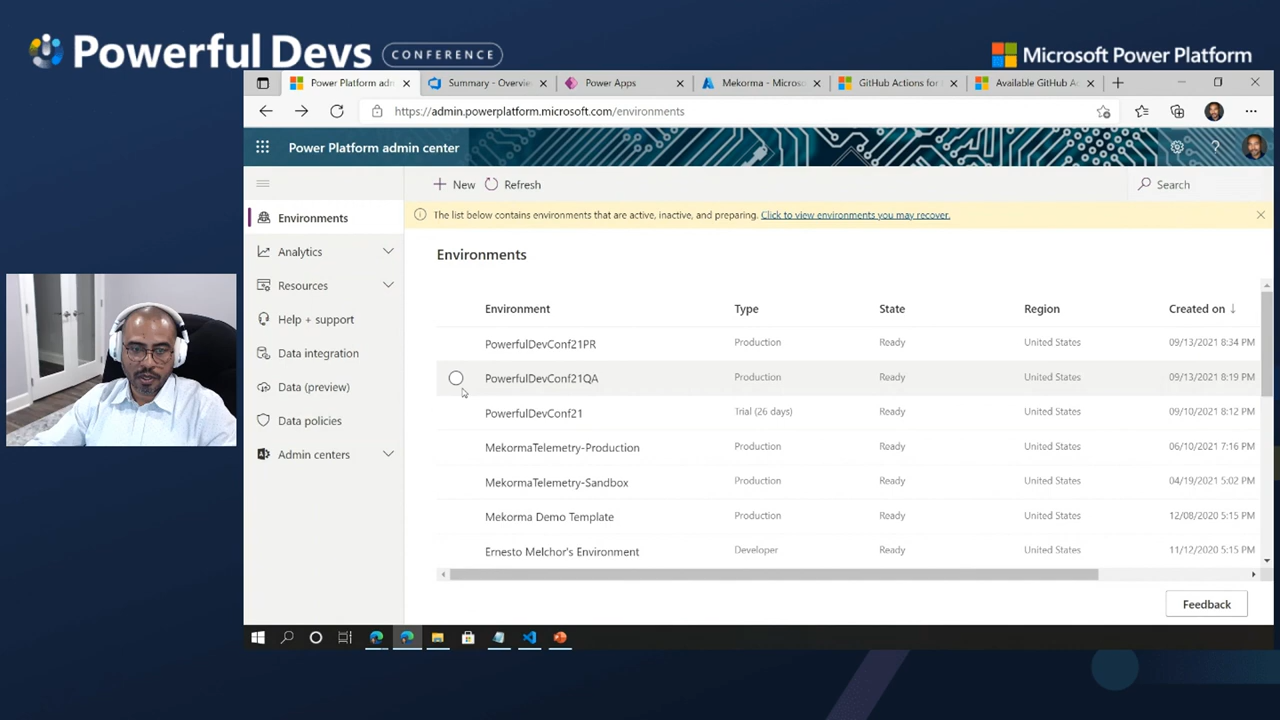 Powerful Devs CONFERENCE
Microsoft Power Platform
Power Platform adm
Summary - Overvie
Power Apps
Mekorma - Micros
GitHub Actions for
Available GitHub Ac
https://admin.powerplatform.microsoft.com/environments
Power Platform admin center
New
Refresh
Search
Environments
The list below contains environments that are active, inactive, and preparing. Click to view environments you may recover.
Analytics
Resources
Help + support
Data integration
Data (preview)
Data policies
Admin centers
Environments
Environment Type State Region Created on ↓
PowerfulDevConf21PR Production Ready United States 09/13/2021 8:34 PM
PowerfulDevConf21QA Production Ready United States 09/13/2021 8:19 PM
PowerfulDevConf21 Trial (26 days) Ready United States 09/10/2021 8:12 PM
MekormaTelemetry-Production Production Ready United States 06/10/2021 7:16 PM
MekormaTelemetry-Sandbox Production Ready United States 04/19/2021 5:02 PM
Mekorma Demo Template Production Ready United States 12/08/2020 5:15 PM
Ernesto Melchor's Environment Developer Ready United States 11/12/2020 5:15 PM
Feedback